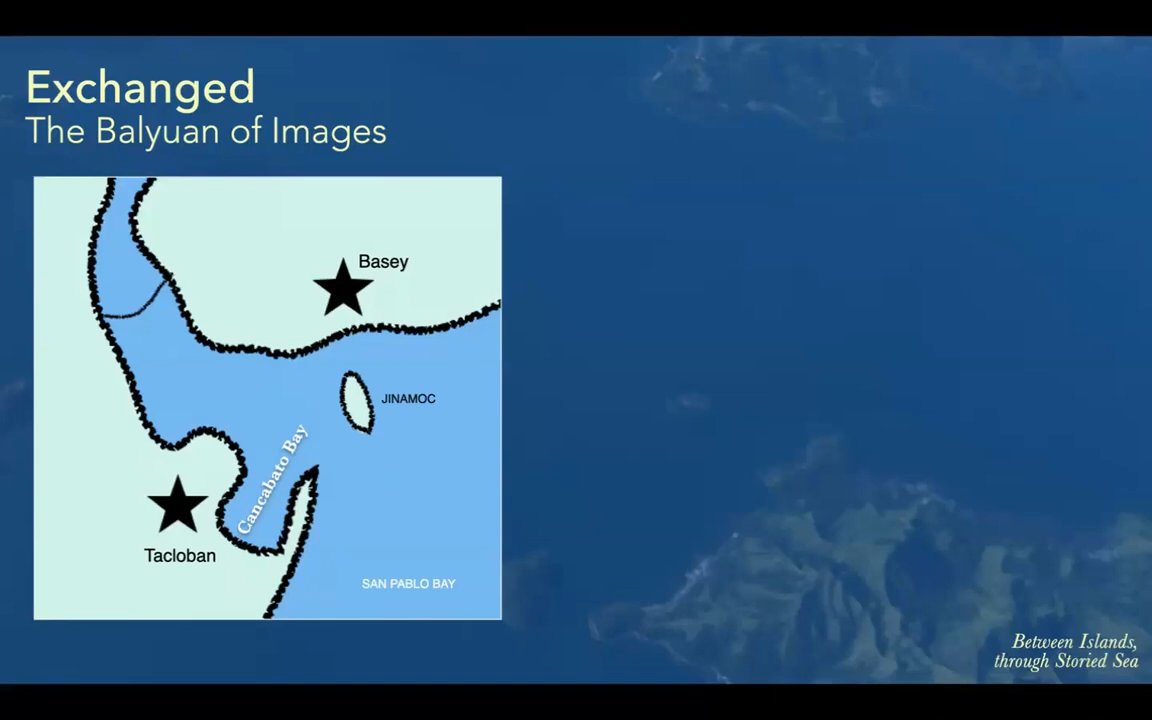 Exchanged
The Balyuan of Images
Basey
JINAMOC
Cancabato Bay
Tacloban
SAN PABLO BAY
Between Islands,
through Storied Sea